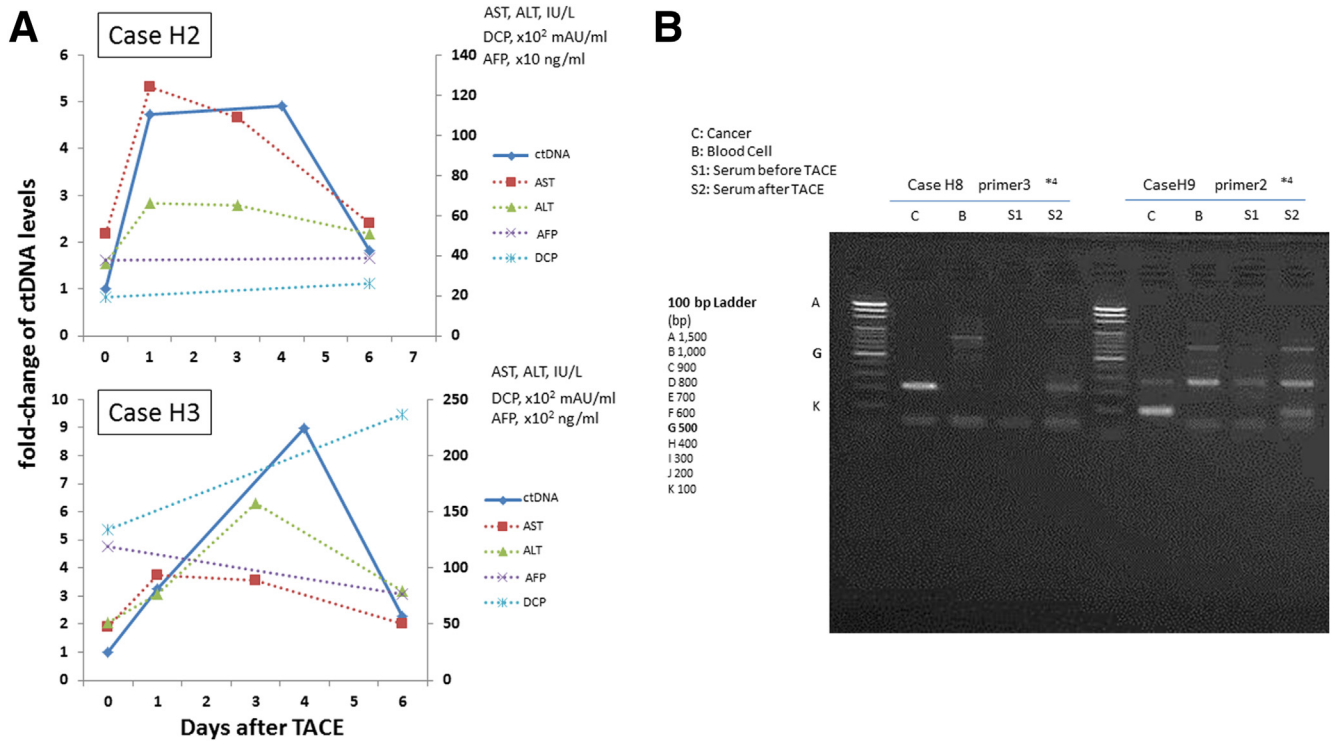 A
Case H2
AST, ALT, IU/L
DCP, x10² mAU/ml
AFP, x10 ng/ml
6
5
4
3
2
1
0
140
120
100
80
60
40
20
0
0 1 2 3 4 5 6 7
ctDNA
AST
ALT
AFP
DCP
fold-change of ctDNA levels
Case H3
AST, ALT, IU/L
DCP, x10² mAU/ml
AFP, x10² ng/ml
10
9
8
7
6
5
4
3
2
1
0
250
200
150
100
50
0
0 1 2 3 4 5 6
ctDNA
AST
ALT
AFP
DCP
Days after TACE
B
C: Cancer
B: Blood Cell
S1: Serum before TACE
S2: Serum after TACE
Case H8 primer3 *4
CaseH9 primer2 *4
C B S1 S2 C B S1 S2
100 bp Ladder
(bp)
A 1,500
B 1,000
C 900
D 800
E 700
F 600
G 500
H 400
I 300
J 200
K 100
A
G
K